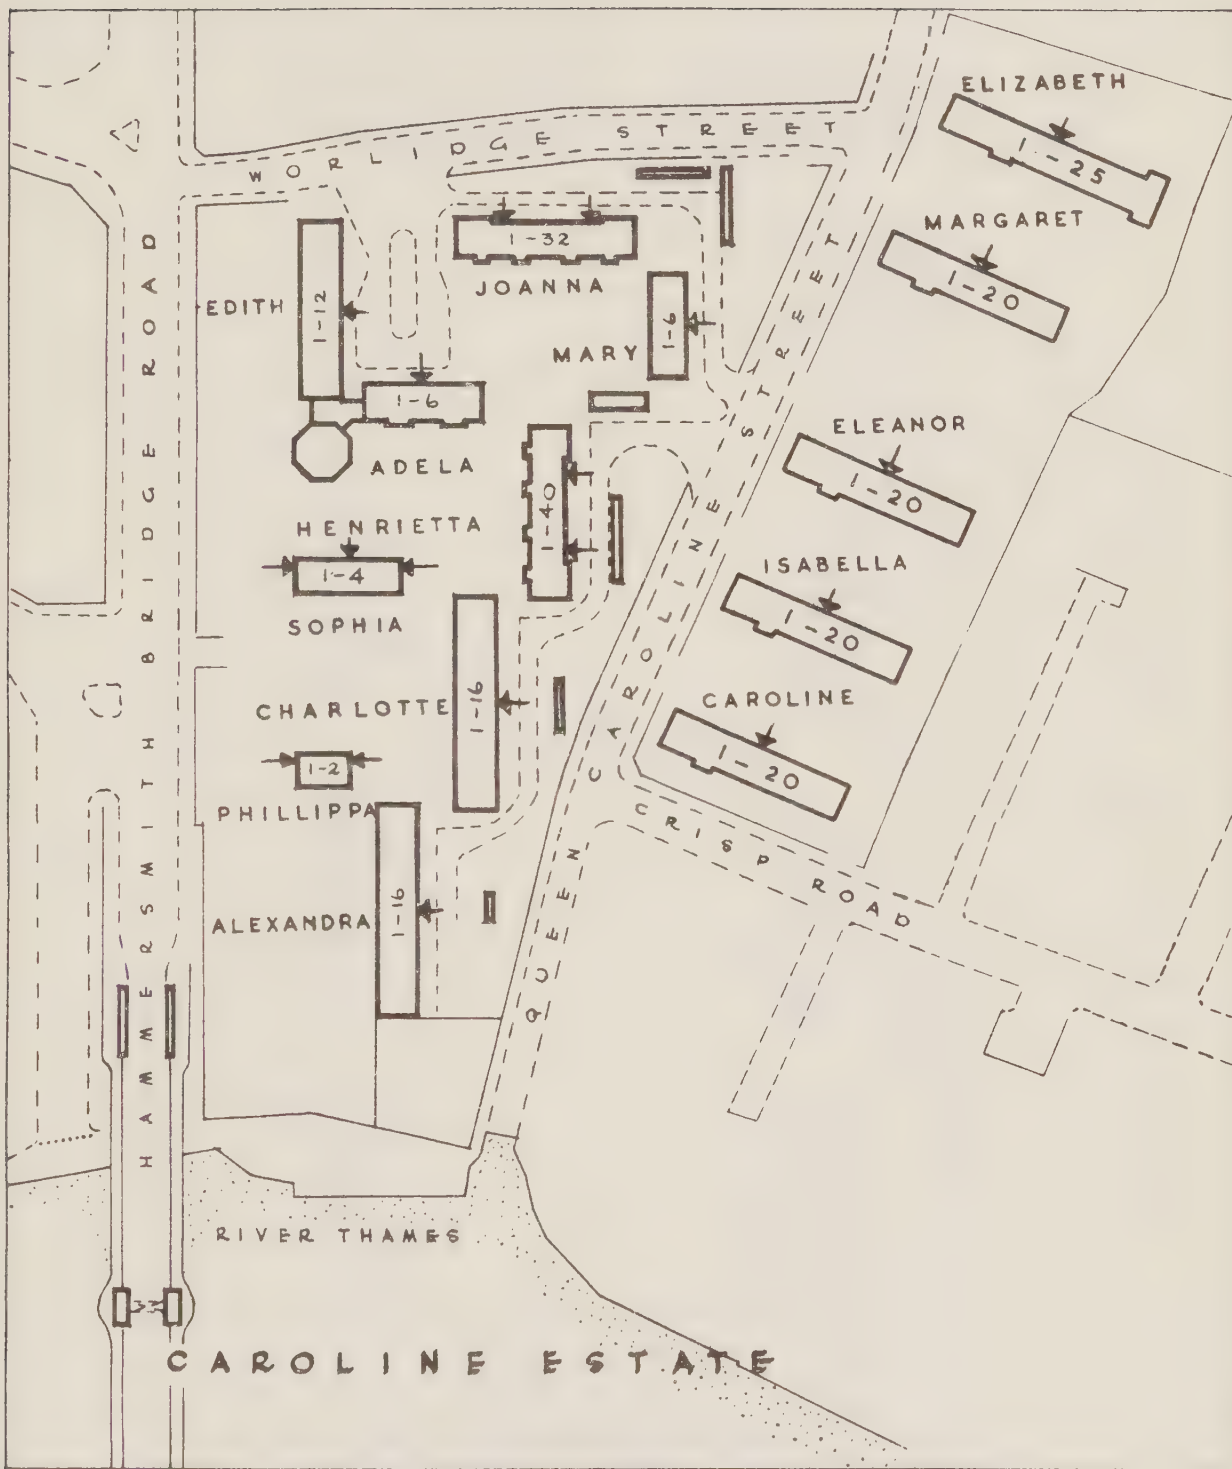 ELIZABETH
1-25
WORLIDGE STREET
MARGARET
1-20
1-32
JOANNA
EDITH
1-12
MARY
1-6
1-6
ADELA
ELEANOR
1-20
HENRIETTA
1-40
1-4
SOPHIA
ISABELLA
1-20
CHARLOTTE
1-16
CAROLINE
1-20
1-2
PHILLIPPA
ALEXANDRA
1-16
HAMMERSMITH BRIDGE ROAD
QUEEN CAROLINE STREET
CRISP ROAD
RIVER THAMES
CAROLINE ESTATE